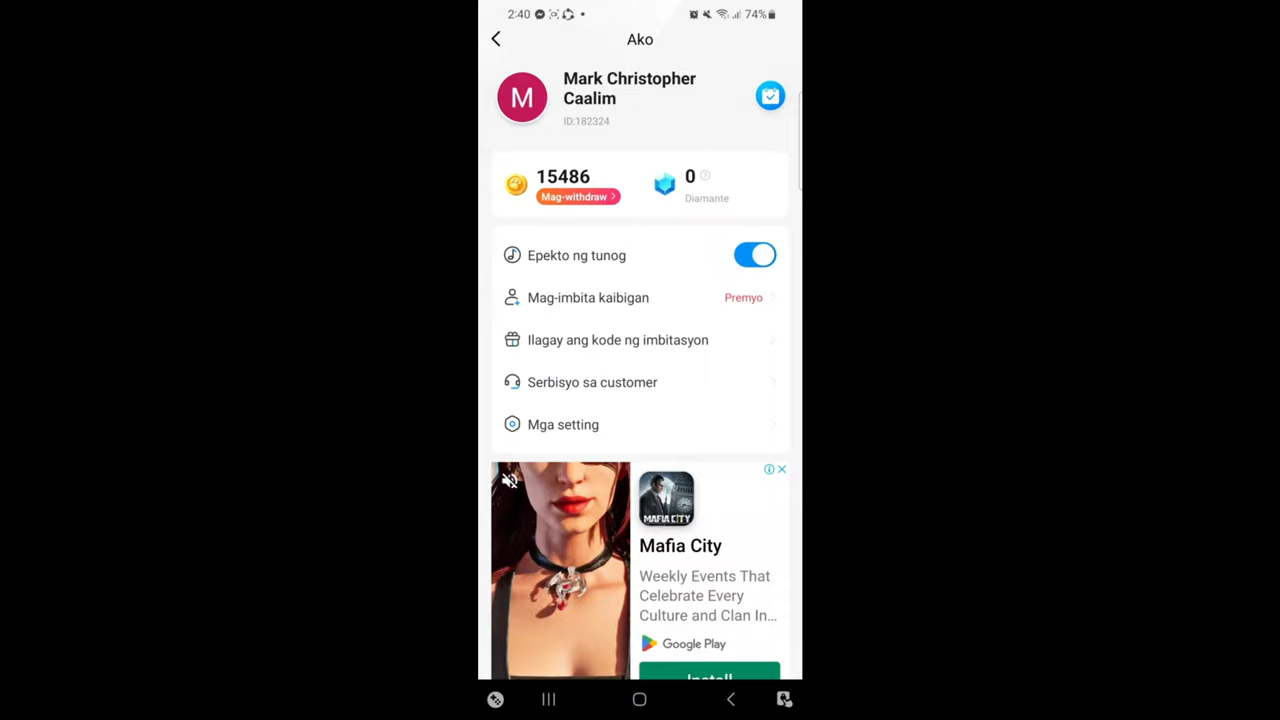 2:40
74%
Ako
Mark Christopher
Caalim
M
ID:182324
15486
Mag-withdraw
0
Diamante
Epekto ng tunog
Mag-imbita kaibigan
Premyo
Ilagay ang kode ng imbitasyon
Serbisyo sa customer
Mga setting
MAFIA CITY
Mafia City
Weekly Events That
Celebrate Every
Culture and Clan In...
Google Play
Install